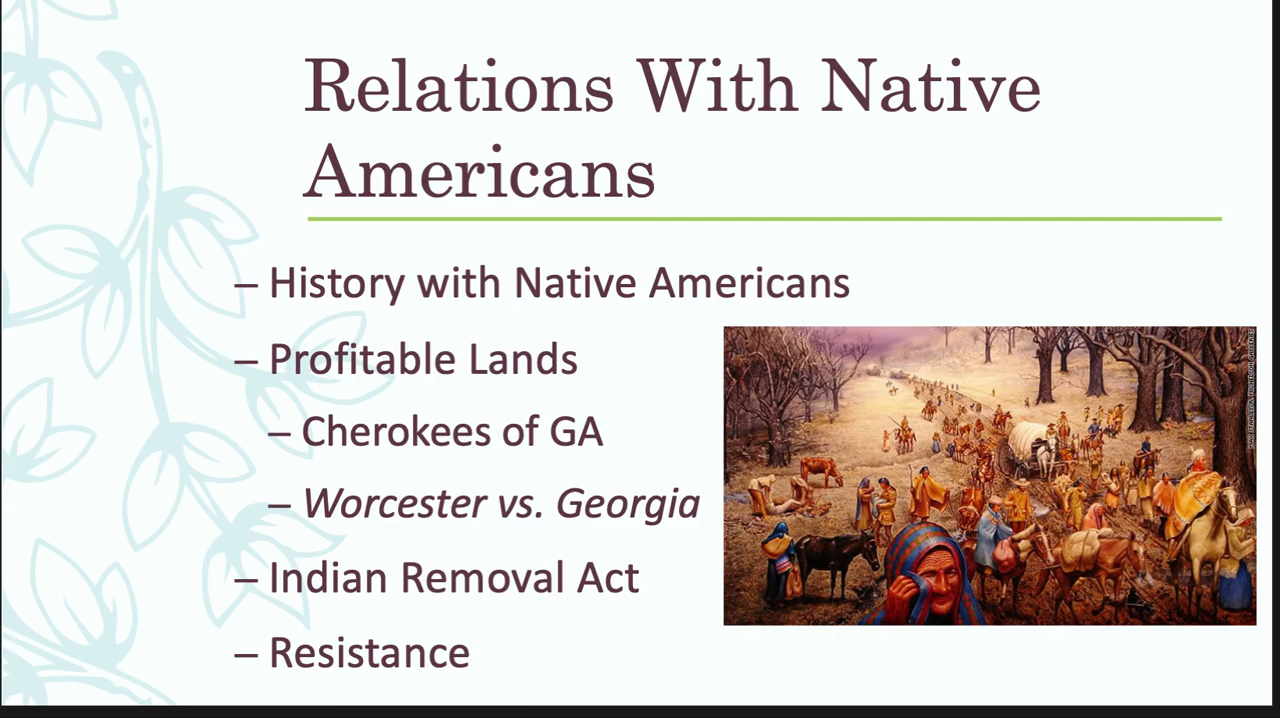 Relations With Native
Americans
– History with Native Americans
– Profitable Lands
– Cherokees of GA
– Worcester vs. Georgia
– Indian Removal Act
– Resistance